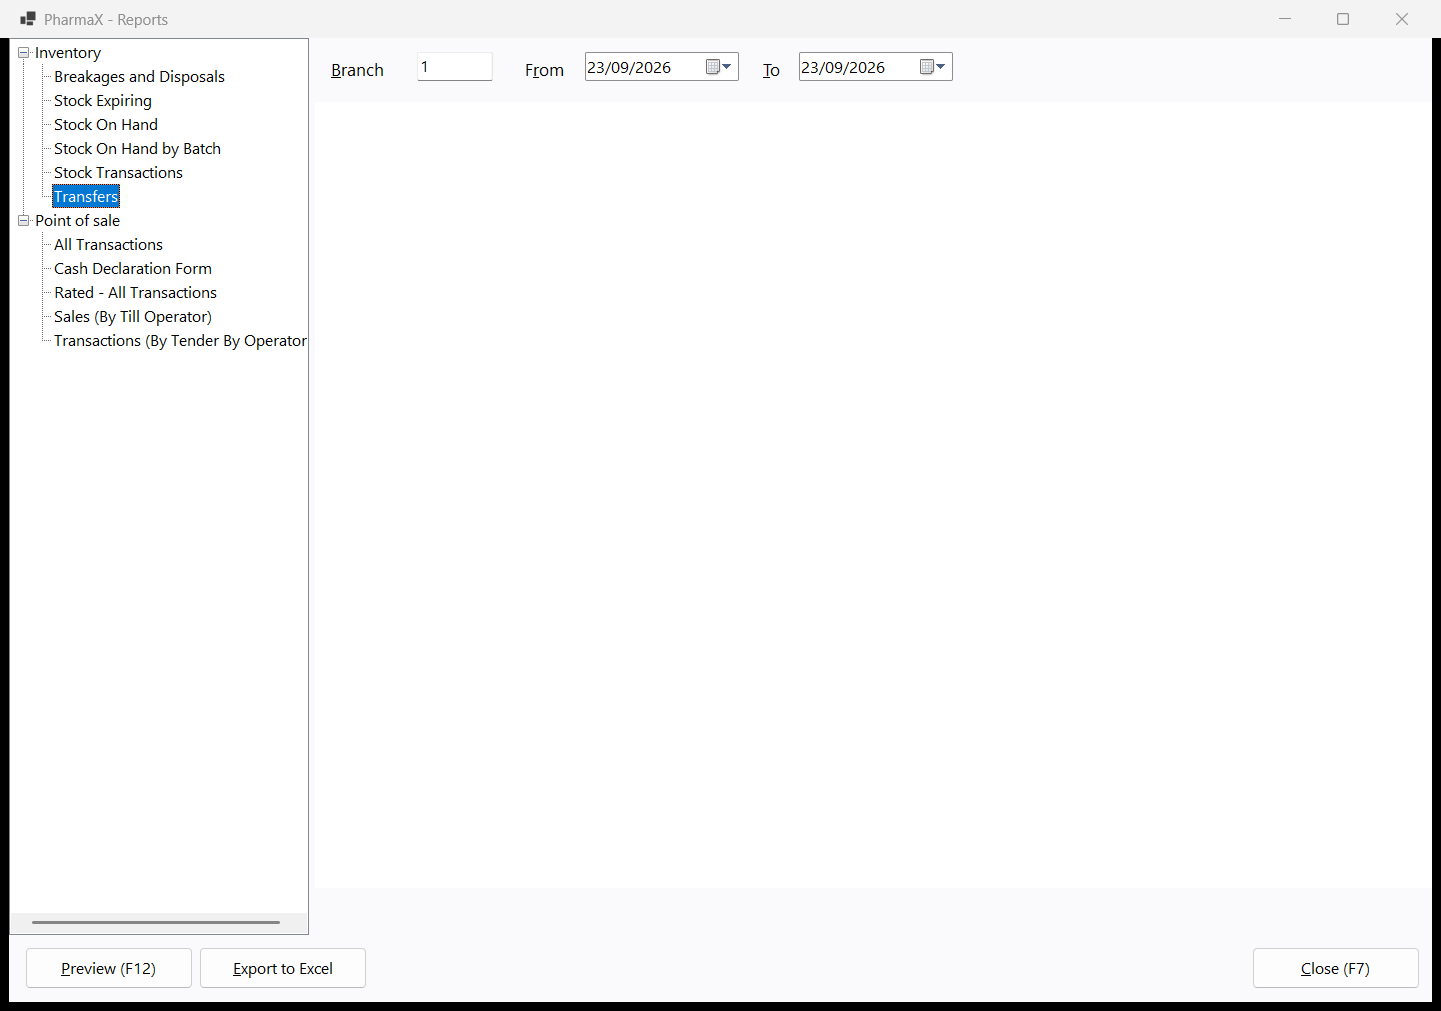 PharmaX - Reports
Inventory
Breakages and Disposals
Stock Expiring
Stock On Hand
Stock On Hand by Batch
Stock Transactions
Transfers
Point of sale
All Transactions
Cash Declaration Form
Rated - All Transactions
Sales (By Till Operator)
Transactions (By Tender By Operator
Branch 1 From 23/09/2026 To 23/09/2026
Preview (F12) Export to Excel Close (F7)